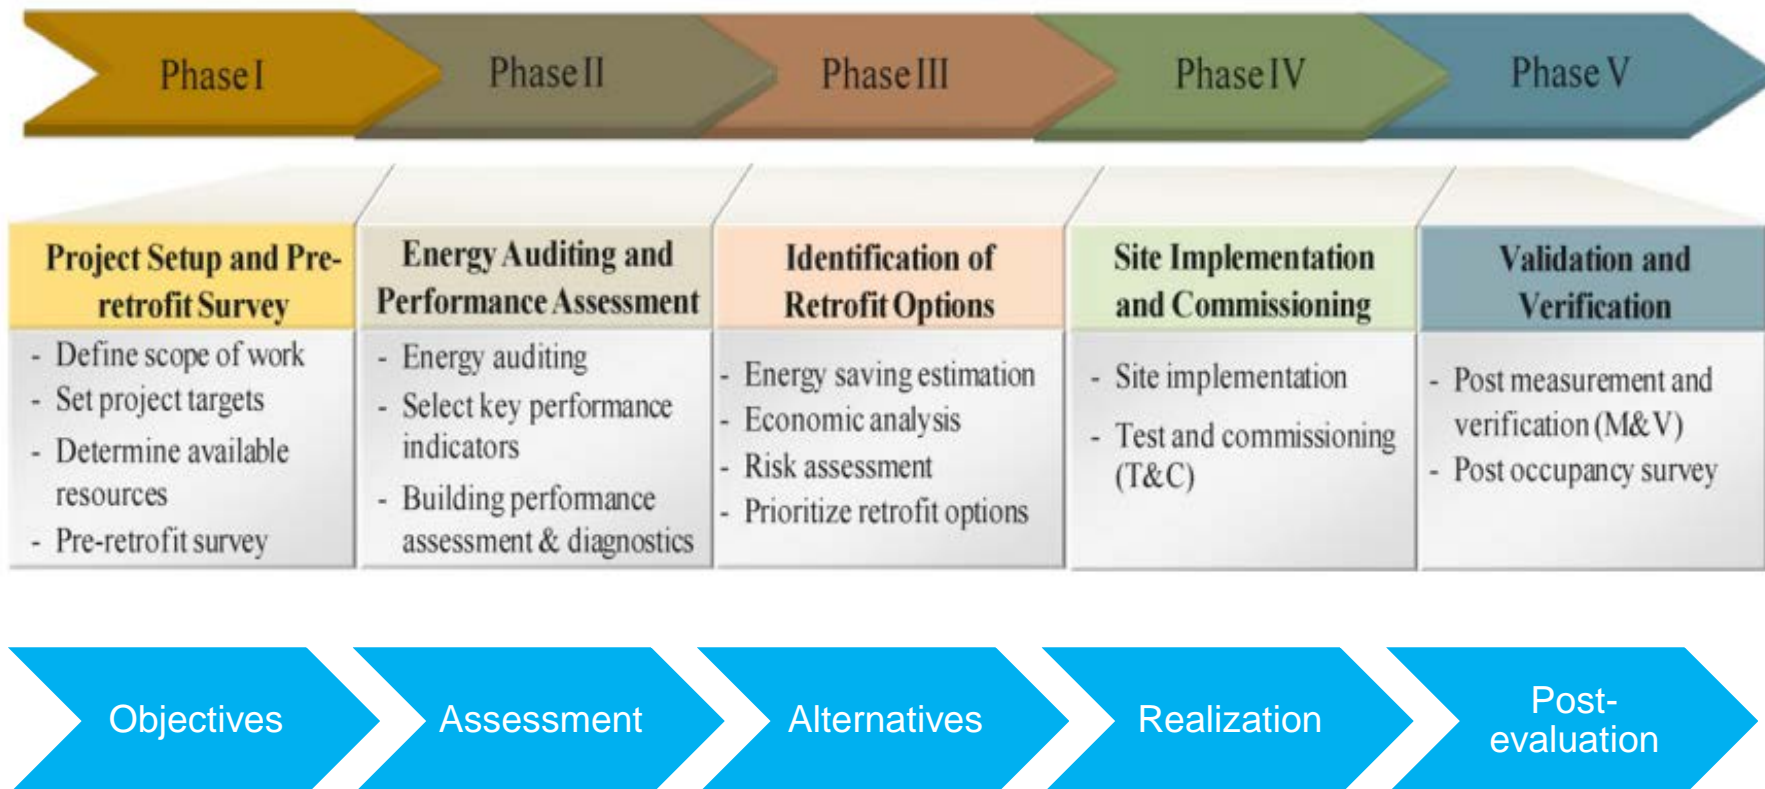 Phase I
Phase II
Phase III
Phase IV
Phase V
Project Setup and Pre-
retrofit Survey
- Define scope of work
- Set project targets
- Determine available
resources
- Pre-retrofit survey
Energy Auditing and
Performance Assessment
- Energy auditing
- Select key performance
indicators
- Building performance
assessment & diagnostics
Identification of
Retrofit Options
- Energy saving estimation
- Economic analysis
- Risk assessment
- Prioritize retrofit options
Site Implementation
and Commissioning
- Site implementation
- Test and commissioning
(T&C)
Validation and
Verification
- Post measurement and
verification (M&V)
- Post occupancy survey
Objectives
Assessment
Alternatives
Realization
Post-
evaluation